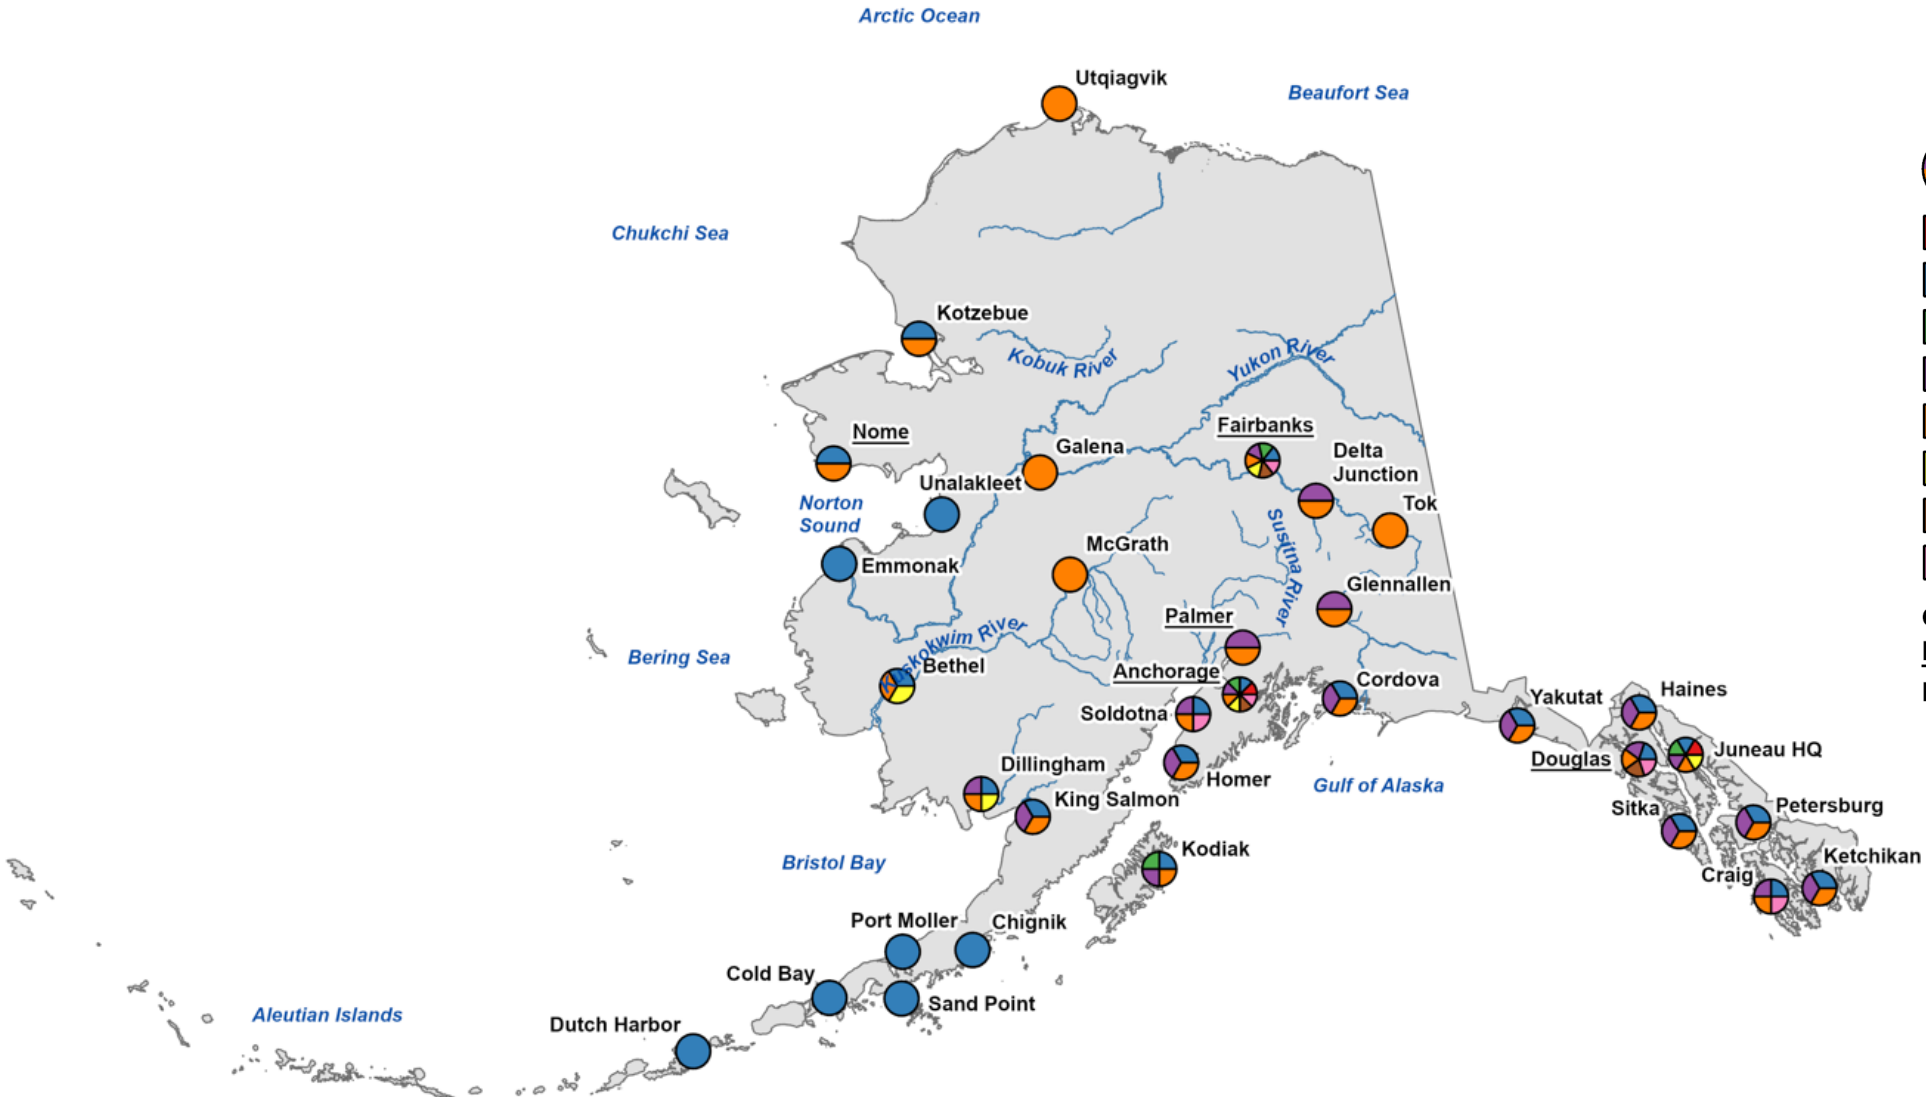 Arctic Ocean
Utqiagvik
Beaufort Sea
Chukchi Sea
Kotzebue
Kobuk River
Yukon River
Nome
Fairbanks
Galena
Delta
Junction
Unalakleet
Norton
Sound
Tok
Susitna River
McGrath
Emmonak
Glennallen
Palmer
Kuskokwim River
Bering Sea
Bethel
Anchorage
Cordova
Yakutat
Haines
Soldotna
Juneau HQ
Douglas
Dillingham
Homer
Gulf of Alaska
King Salmon
Sitka
Petersburg
Kodiak
Bristol Bay
Ketchikan
Craig
Port Moller
Chignik
Cold Bay
Sand Point
Aleutian Islands
Dutch Harbor